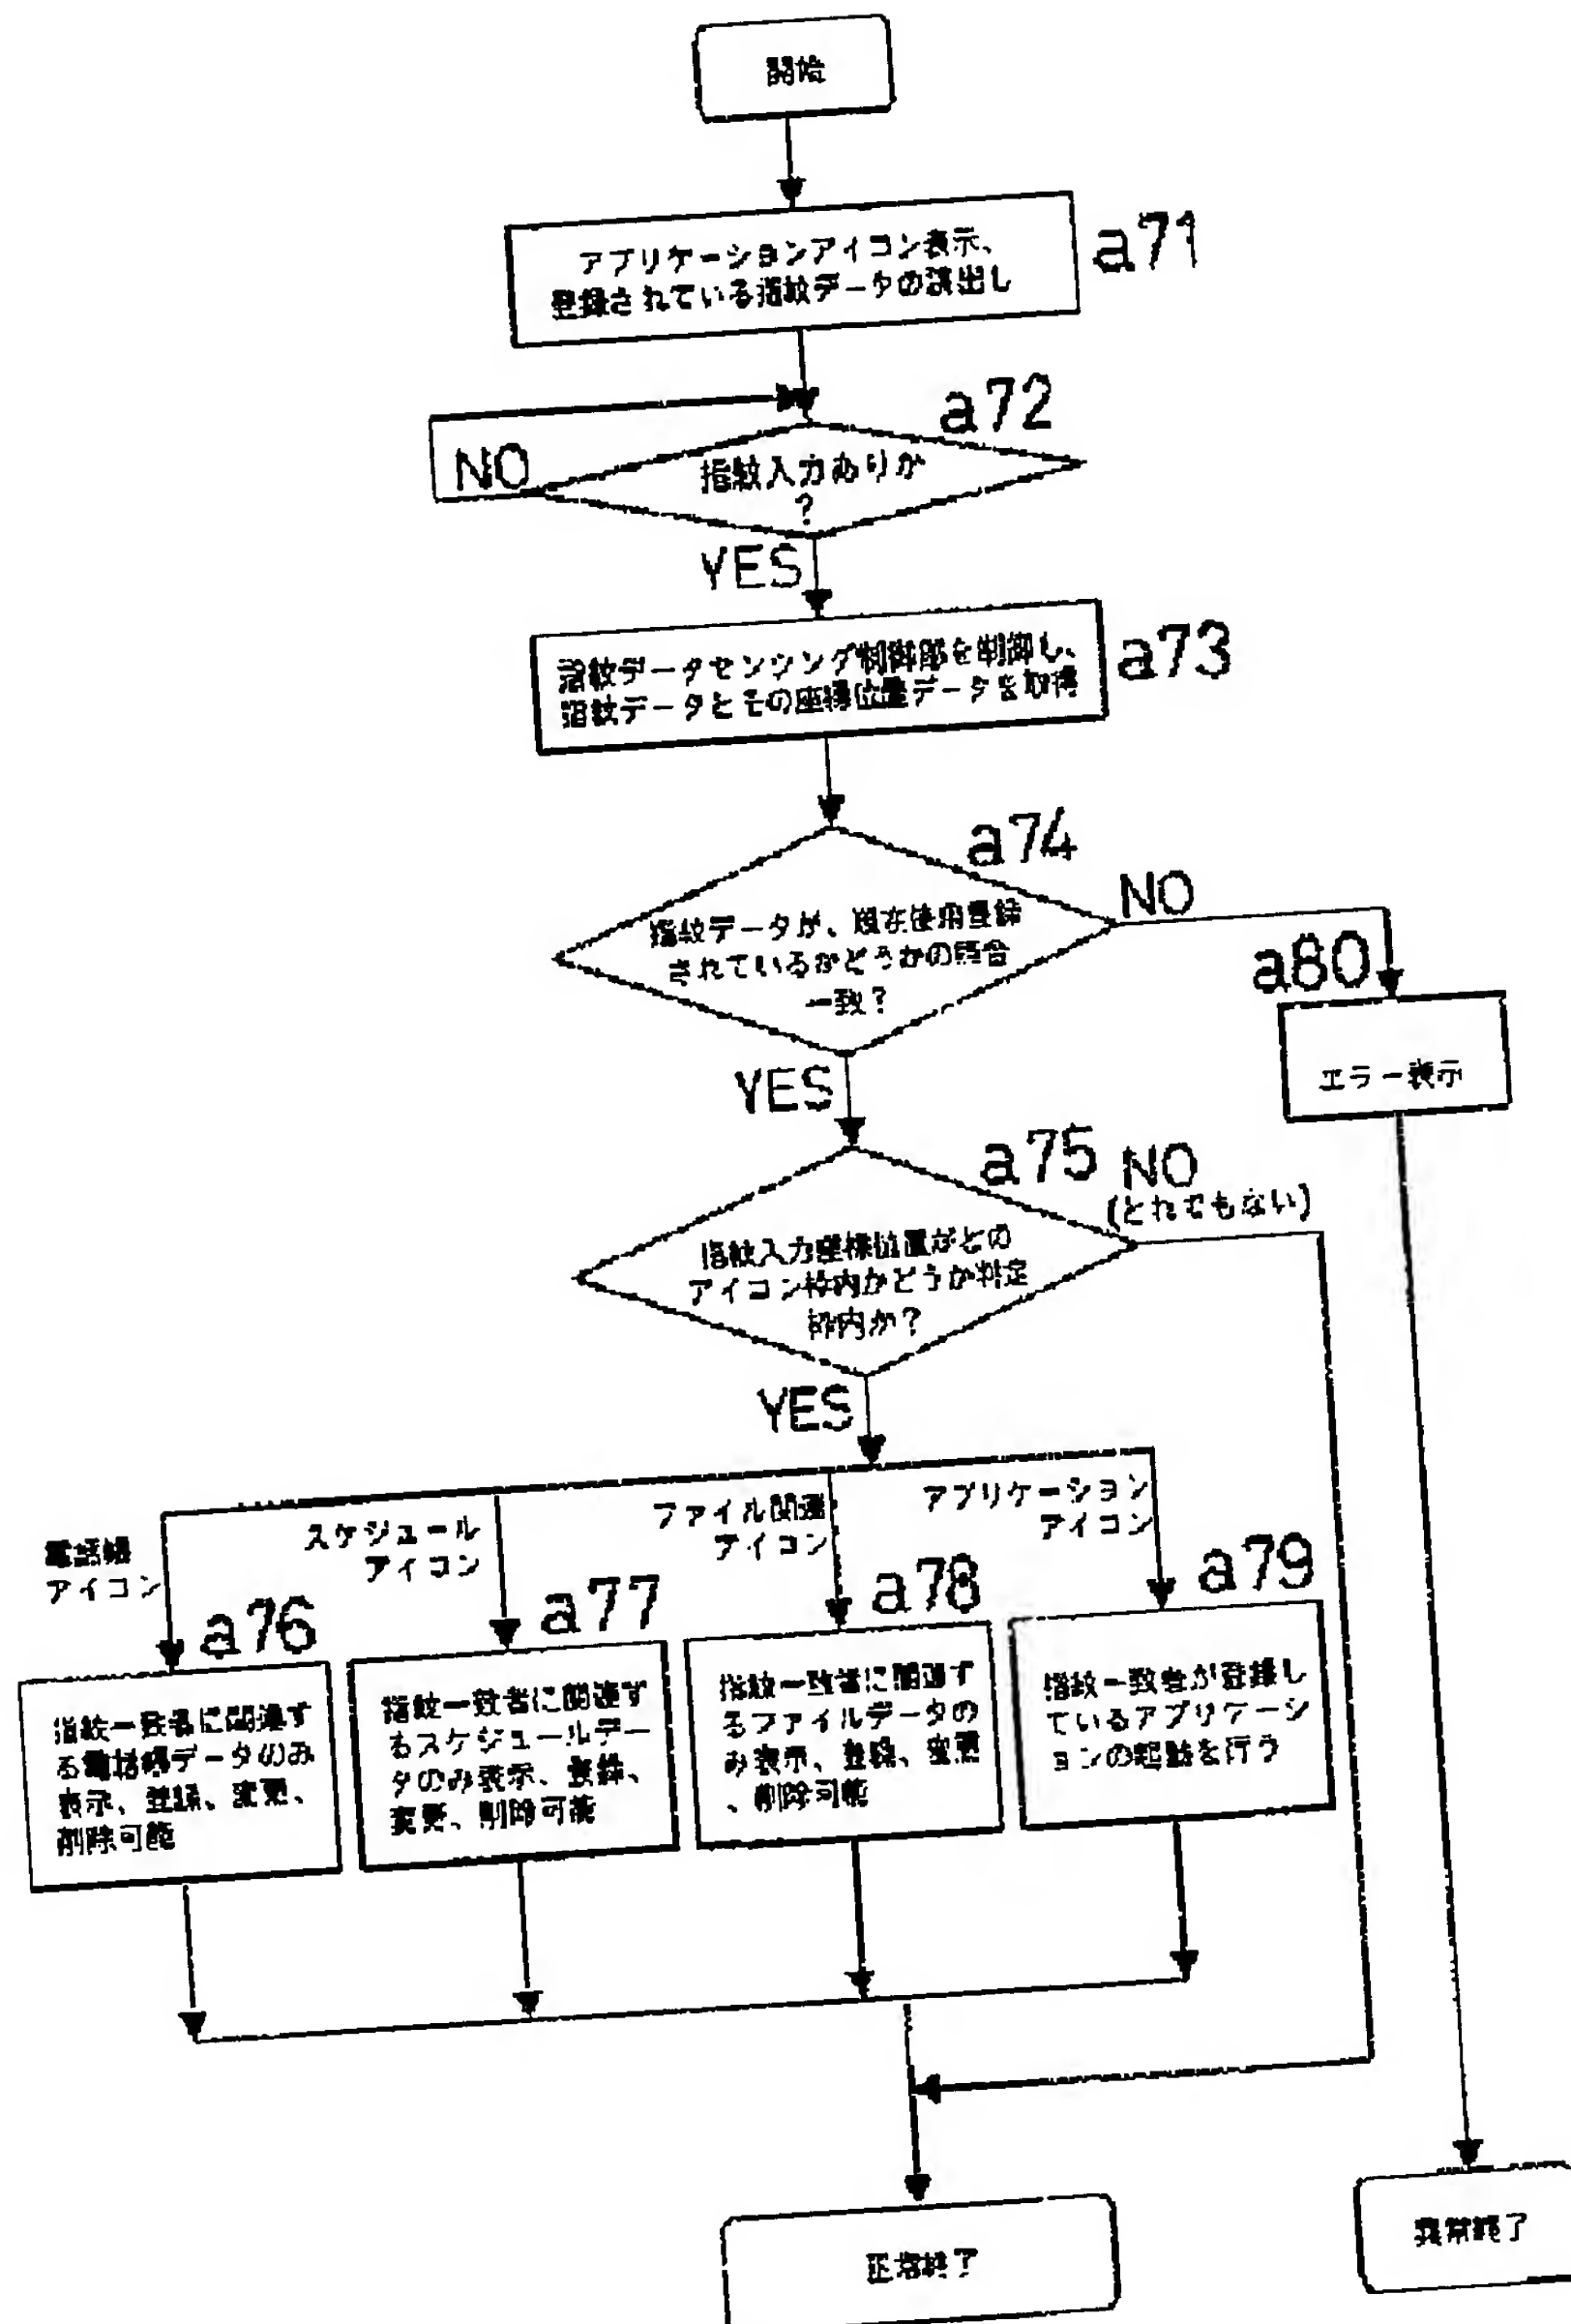 開始
アプリケーションアイコン表示、
登録されている指紋データの読出し
a71
a72
NO
指紋入力ありか
?
YES
指紋データセンシング制御部を制御し、
指紋データとその座標位置データを取得
a73
a74
NO
指紋データが、現在使用登録
されているかどうかの照合
一致?
a80
エラー表示
YES
a75
NO
(どれでもない)
指紋入力座標位置がどの
アイコン枠内かどうか判定
枠内か?
YES
電話帳
アイコン
スケジュール
アイコン
ファイル関連
アイコン
アプリケーション
アイコン
a76
a77
a78
a79
指紋一致者に関連す
る電話帳データのみ
表示、登録、変更、
削除可能
指紋一致者に関連す
るスケジュールデー
タのみ表示、登録、
変更、削除可能
指紋一致者に関連す
るファイルデータの
み表示、登録、変更
、削除可能
指紋一致者が登録し
ているアプリケーシ
ョンの起動を行う
正常終了
異常終了